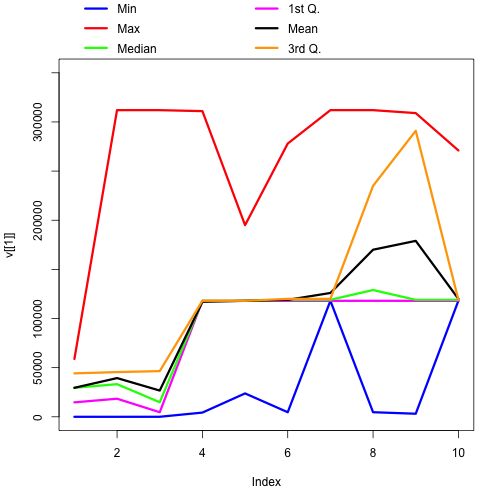 Min 1st Q.
Max Mean
Median 3rd Q.
300000
200000
100000
50000
0
v[[1]]
2 4 6 8 10
Index